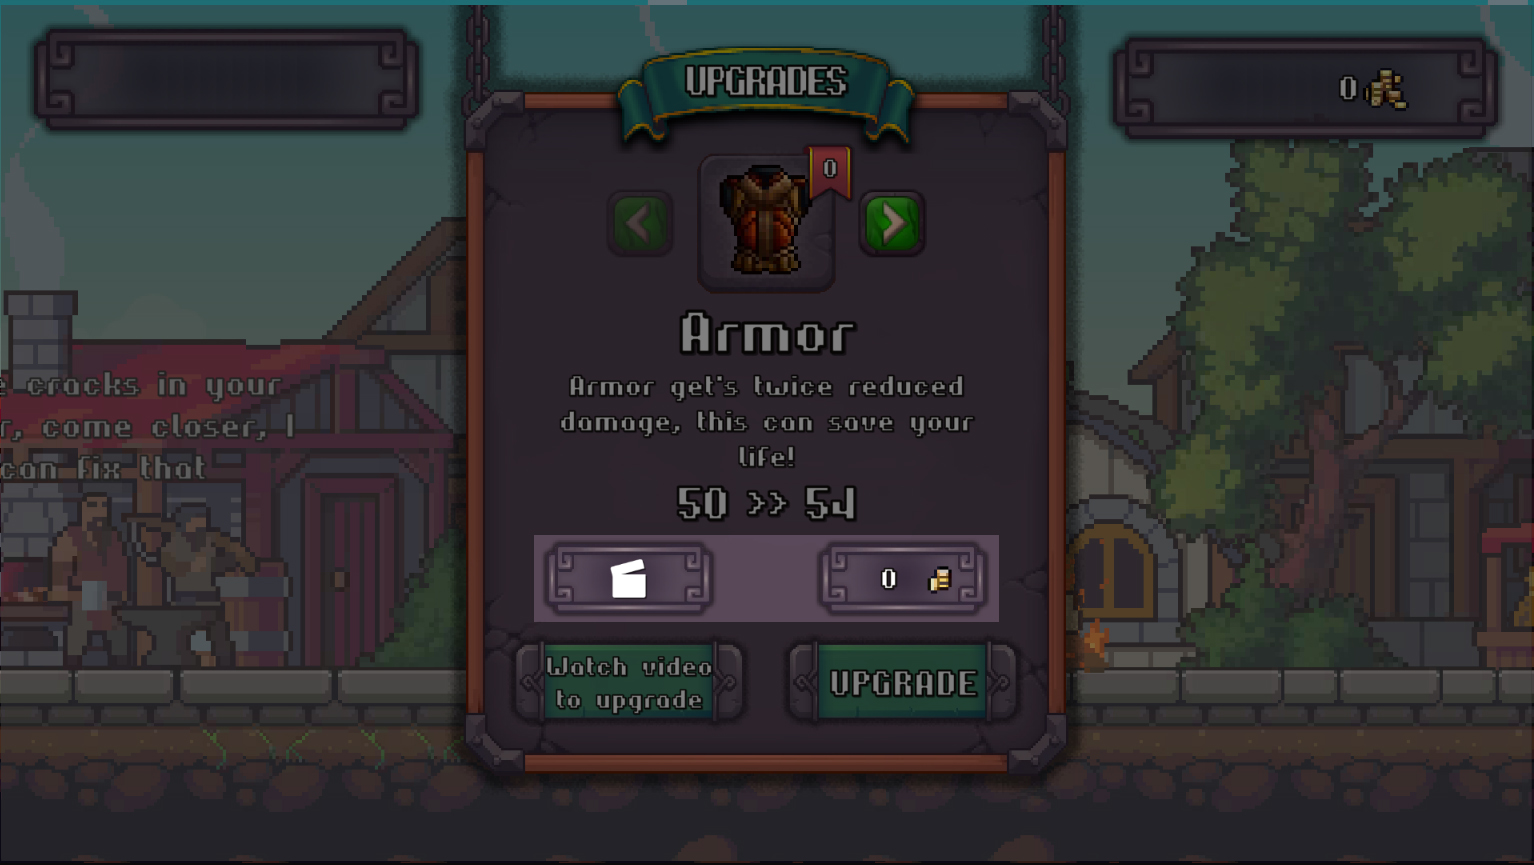 UPGRADES
0
0
Armor
Armor get's twice reduced
damage, this can save your
life!
cracks in your
come closer, I
can fix that
50 >> 54
0
Watch video
to upgrade
UPGRADE